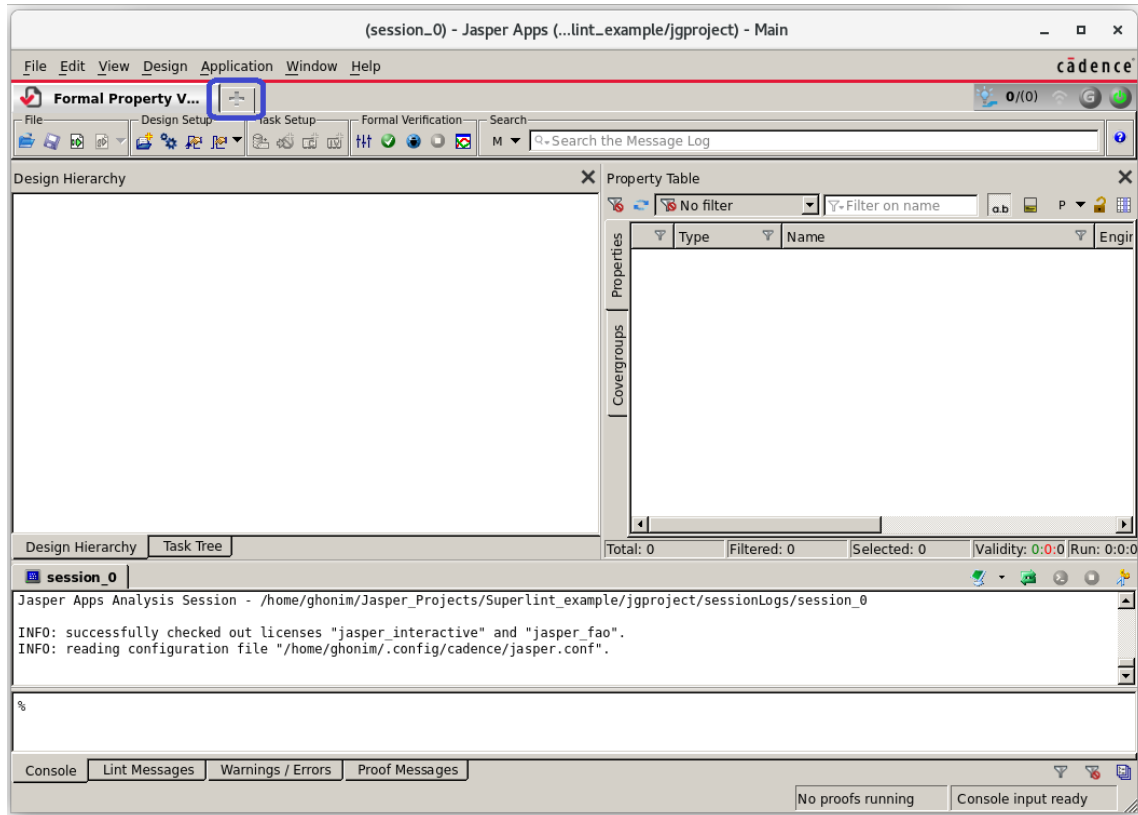 (session_0) - Jasper Apps (...lint_example/jgproject) - Main
File Edit View Design Application Window Help
cādence
Formal Property V...
0/(0)
G
File Design Setup Task Setup Formal Verification Search
M Search the Message Log
Design Hierarchy
Property Table
No filter
Filter on name
a.b
P
Type Name Engin
Properties
Covergroups
Design Hierarchy Task Tree
Total: 0 Filtered: 0 Selected: 0 Validity: 0:0:0 Run: 0:0:0
session_0
Jasper Apps Analysis Session - /home/ghonim/Jasper_Projects/Superlint_example/jgproject/sessionLogs/session_0
INFO: successfully checked out licenses "jasper_interactive" and "jasper_fao".
INFO: reading configuration file "/home/ghonim/.config/cadence/jasper.conf".
%
Console Lint Messages Warnings / Errors Proof Messages
No proofs running Console input ready